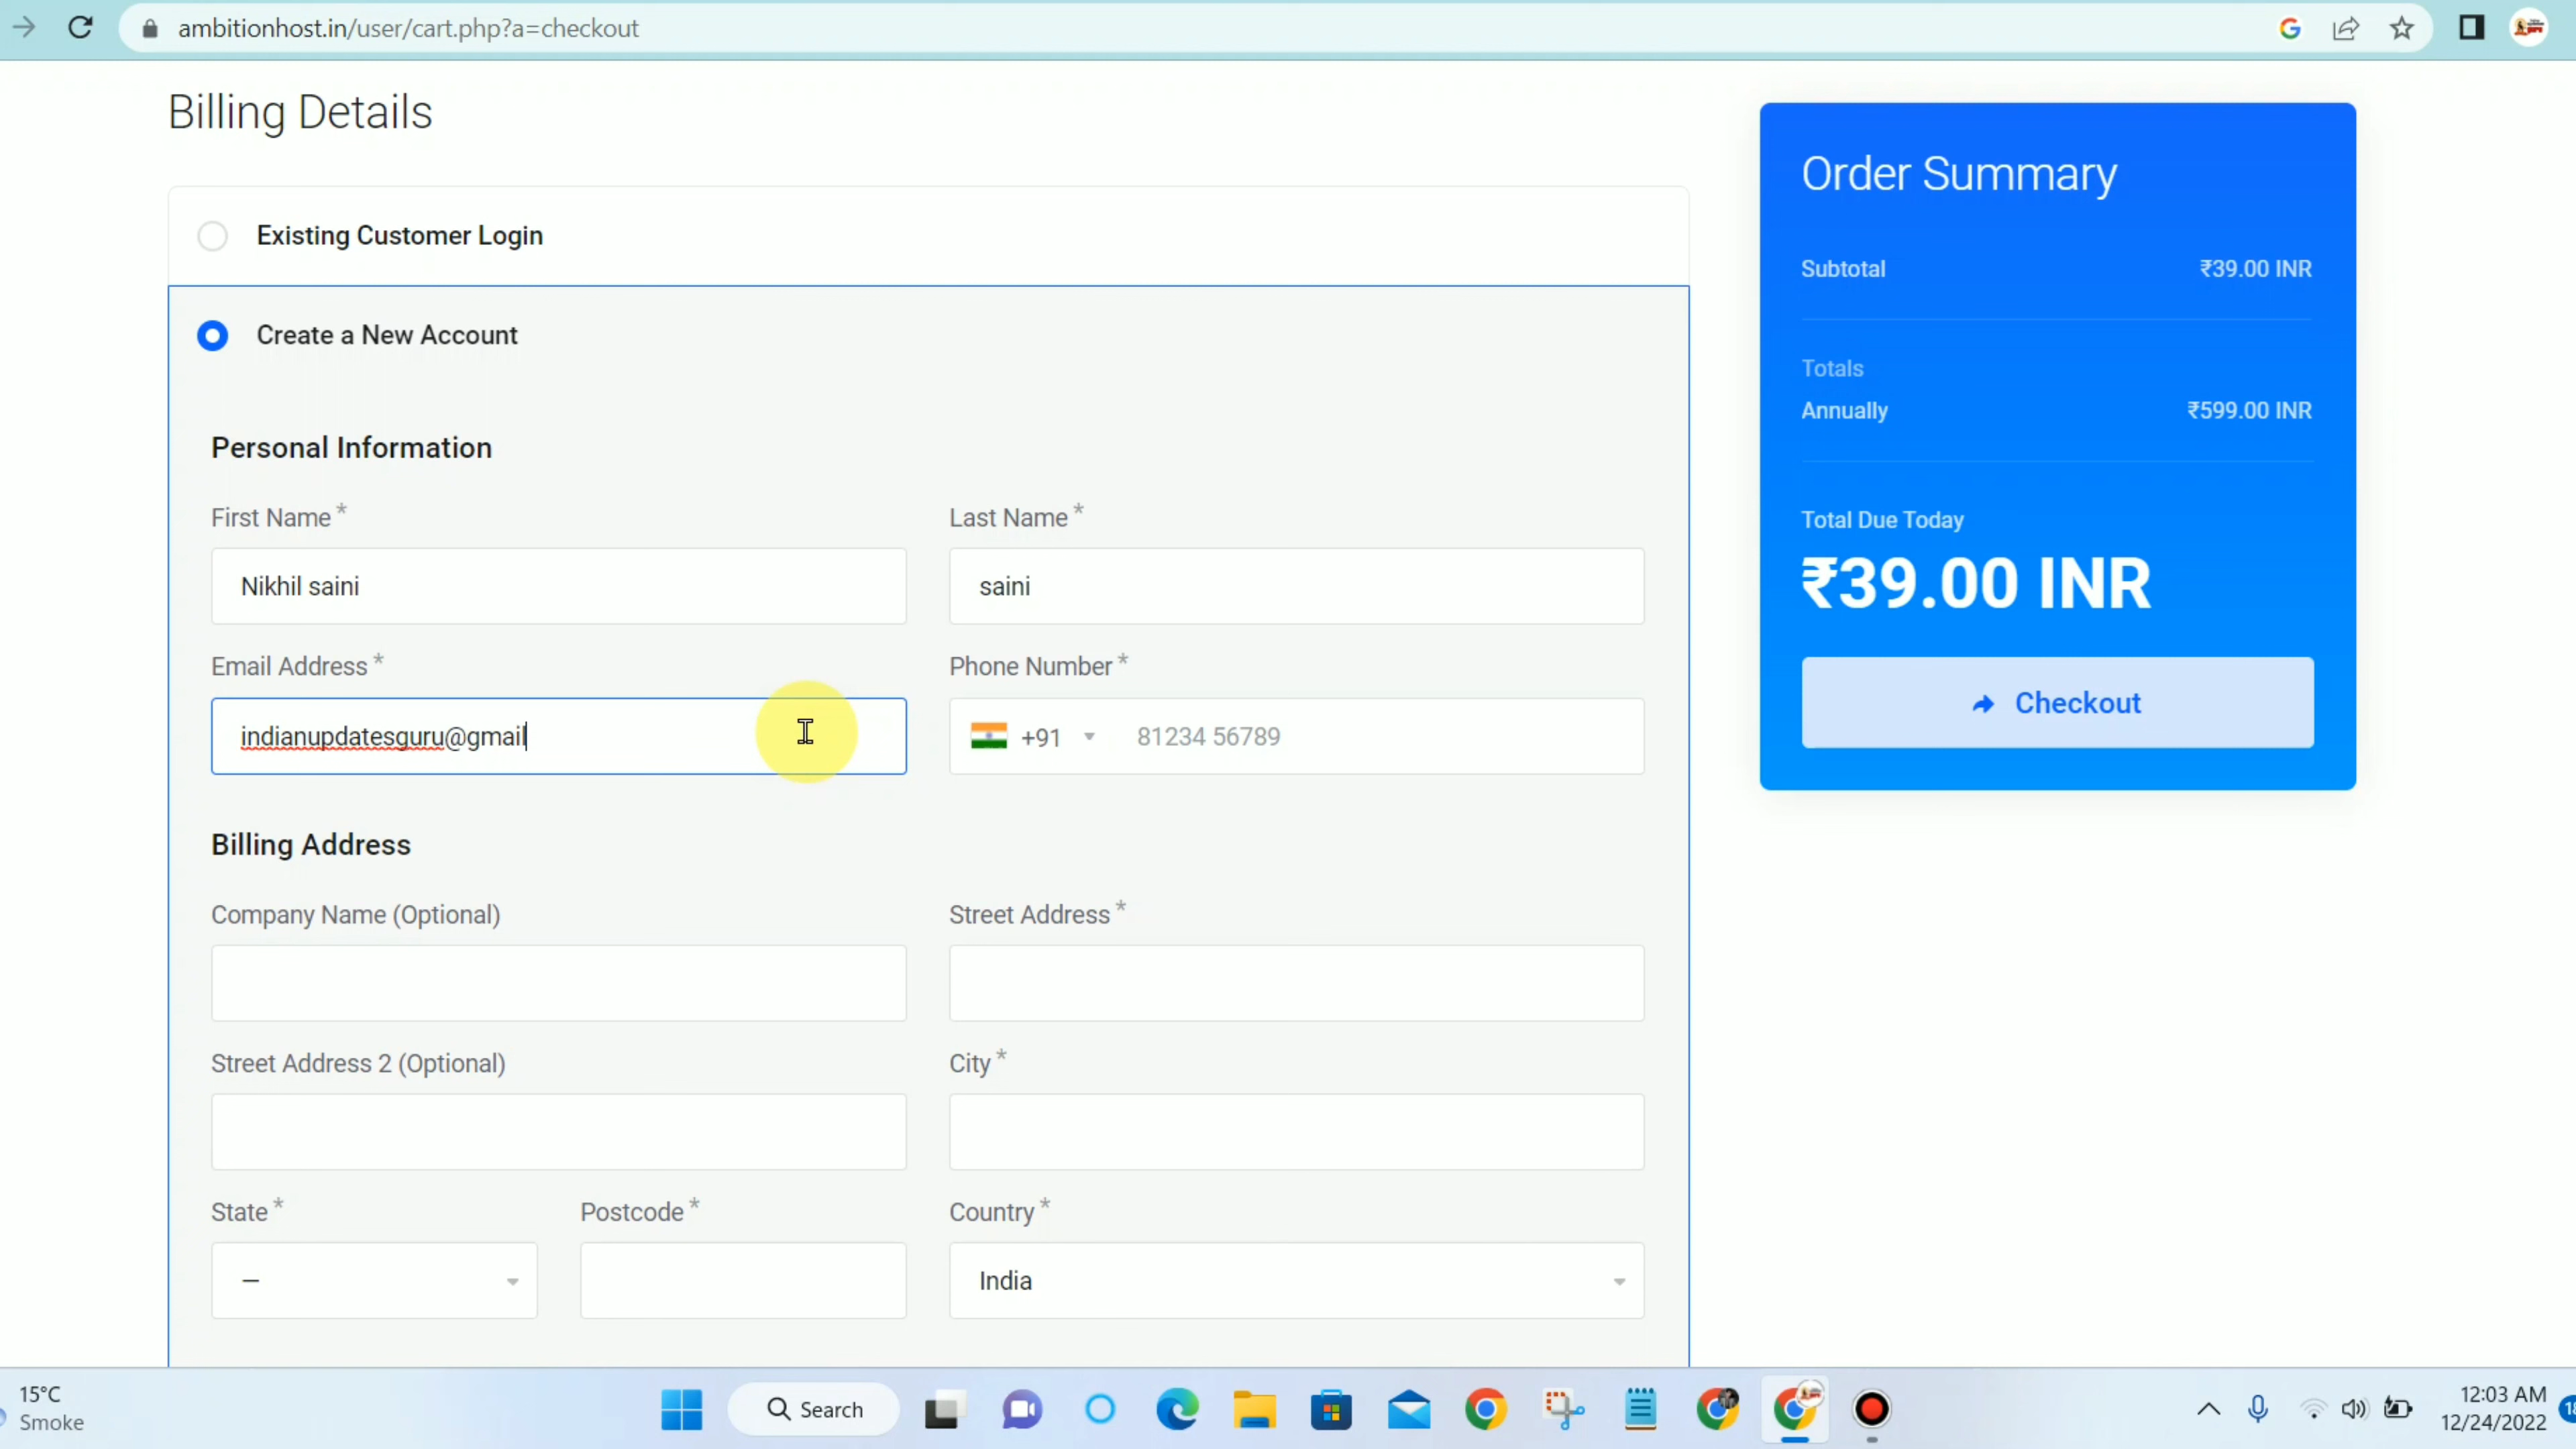 ambitionhost.in/user/cart.php?a=checkout
Billing Details
Existing Customer Login
Create a New Account
Personal Information
First Name *
Last Name *
Nikhil saini
saini
Email Address *
Phone Number *
indianupdatesguru@gmail
+91
81234 56789
Billing Address
Company Name (Optional)
Street Address *
Street Address 2 (Optional)
City *
State *
Postcode *
Country *
–
India
Order Summary
Subtotal ₹39.00 INR
Totals
Annually ₹599.00 INR
Total Due Today
₹39.00 INR
Checkout
15°C
Smoke
Search
12:03 AM
12/24/2022